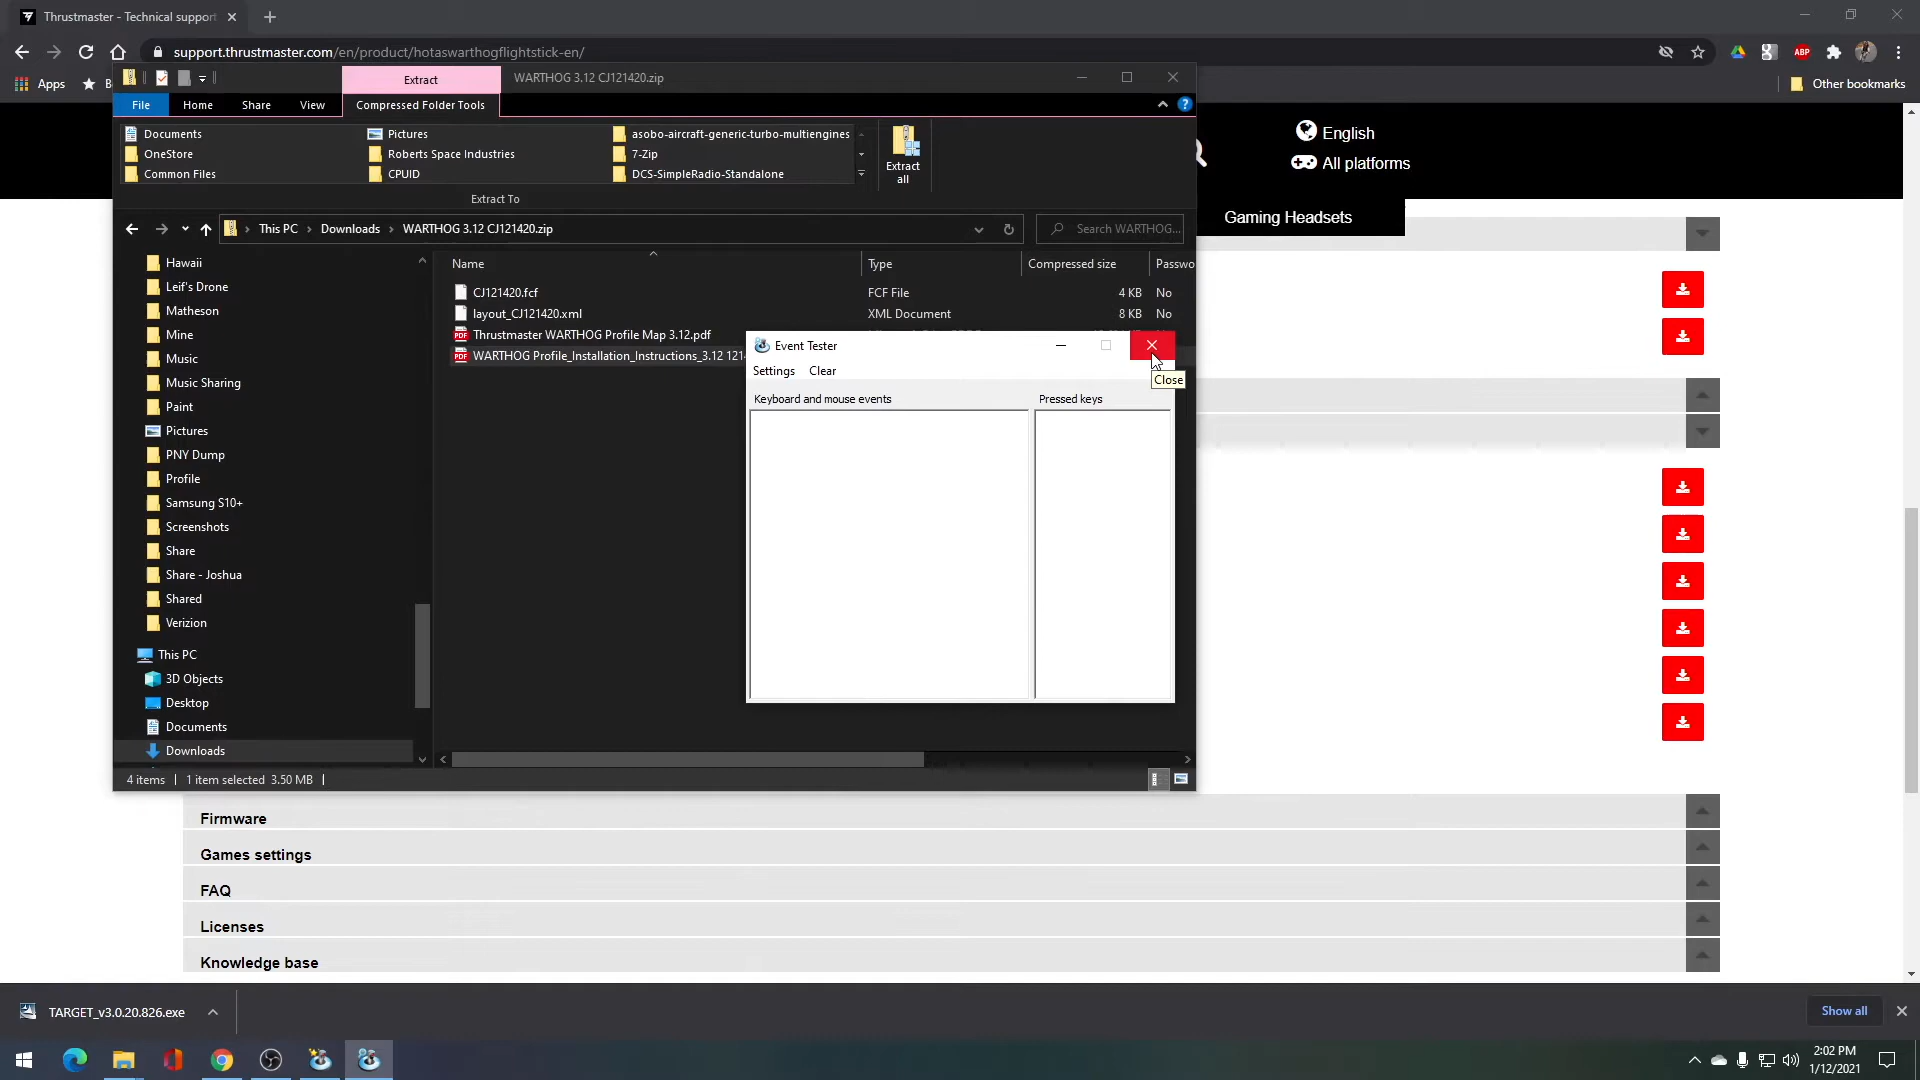 Thrustmaster - Technical support
support.thrustmaster.com/en/product/hotaswarthogflightstick-en/
ABP
Apps
B
Other bookmarks
Extract
WARTHOG 3.12 CJ121420.zip
File
Home
Share
View
Compressed Folder Tools
Documents
Pictures
asobo-aircraft-generic-turbo-multiengines
OneStore
Roberts Space Industries
7-Zip
Common Files
CPUID
DCS-SimpleRadio-Standalone
Extract
all
Extract To
English
All platforms
Gaming Headsets
This PC
Downloads
WARTHOG 3.12 CJ121420.zip
Search WARTHOG...
Name
Type
Compressed size
Passwo
CJ121420.fcf
FCF File
4 KB
No
layout_CJ121420.xml
XML Document
8 KB
No
Thrustmaster WARTHOG Profile Map 3.12.pdf
WARTHOG Profile_Installation_Instructions_3.12 121
Hawaii
Leif's Drone
Matheson
Mine
Music
Music Sharing
Paint
Pictures
PNY Dump
Profile
Samsung S10+
Screenshots
Share
Share - Joshua
Shared
Verizion
This PC
3D Objects
Desktop
Documents
Downloads
Event Tester
Settings
Clear
Close
Keyboard and mouse events
Pressed keys
4 items
1 item selected 3.50 MB
Firmware
Games settings
FAQ
Licenses
Knowledge base
TARGET_v3.0.20.826.exe
Show all
2:02 PM
1/12/2021